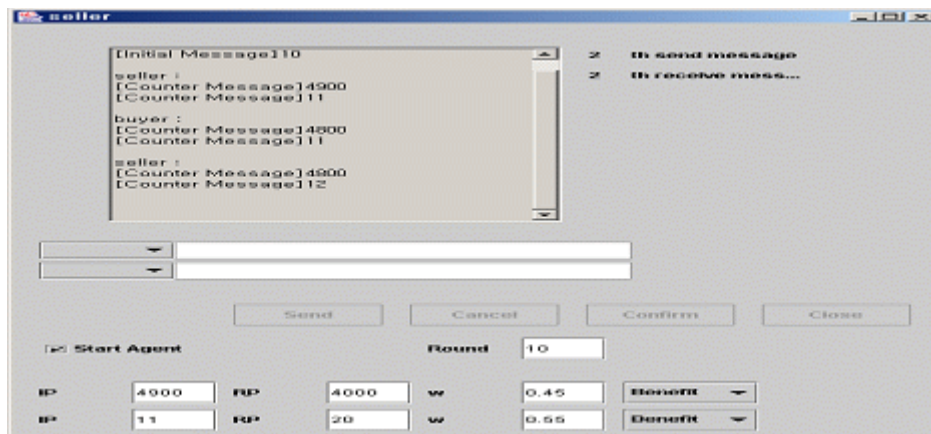 seller
[Initial Message]10
seller :
[Counter Message]4900
[Counter Message]11
buyer :
[Counter Message]4800
[Counter Message]11
seller :
[Counter Message]4800
[Counter Message]12
2 th send message
2 th receive mess...
Send Cancel Confirm Close
Start Agent Round 10
IP 4900 RP 4000 w 0.45 Benefit
IP 11 RP 20 w 0.55 Benefit